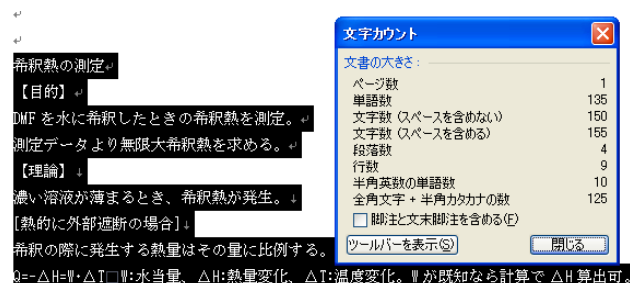 希釈熱の測定
【目的】
DMFを水に希釈したときの希釈熱を測定。
測定データより無限大希釈熱を求める。
【理論】
濃い溶液が薄まるとき、希釈熱が発生。
[熱的に外部遮断の場合]
希釈の際に発生する熱量はその量に比例する。
Q=-△H=W・△T□W:水当量、△H:熱量変化、△T:温度変化。Wが既知なら計算で△H算出可。
文字カウント
文書の大きさ:
ページ数 1
単語数 135
文字数 (スペースを含めない) 150
文字数 (スペースを含める) 155
段落数 4
行数 9
半角英数の単語数 10
全角文字 + 半角カタカナの数 125
脚注と文末脚注を含める(F)
ツールバーを表示(S) 閉じる